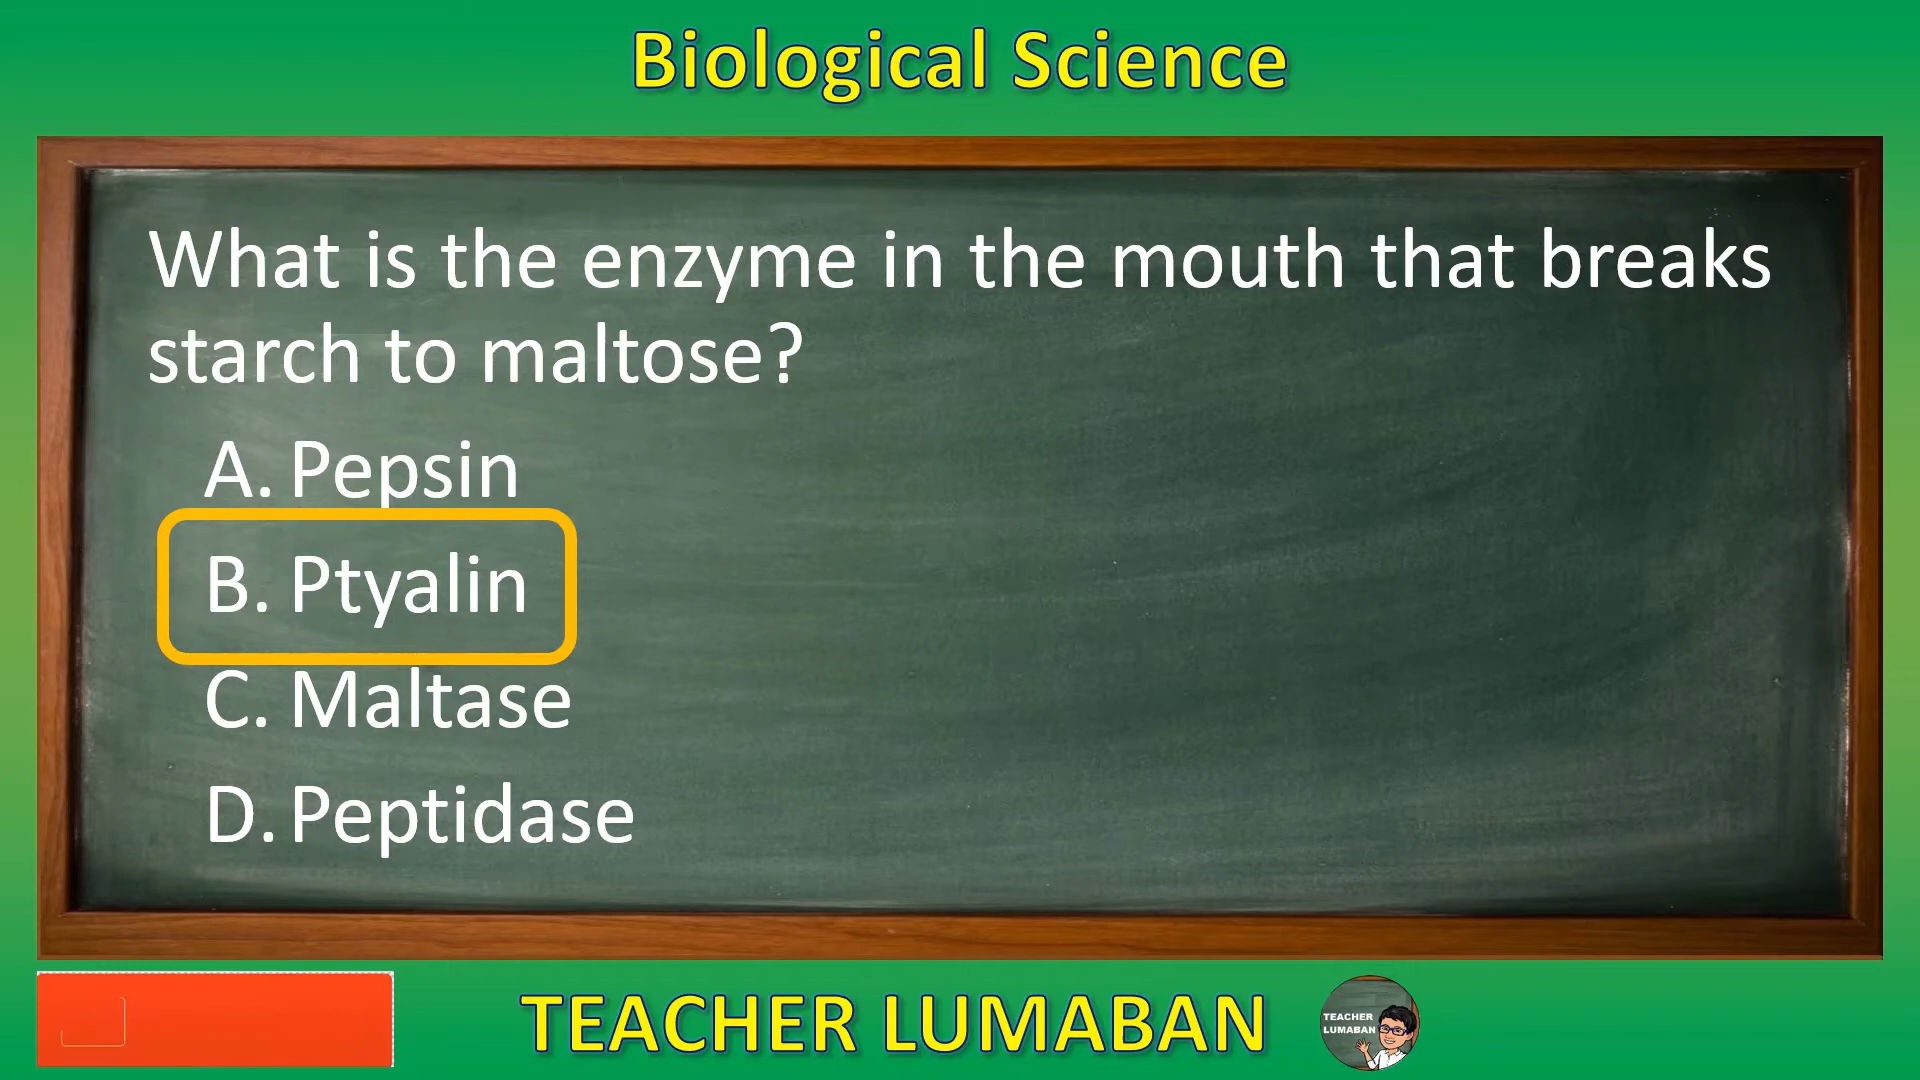 Biological Science
What is the enzyme in the mouth that breaks
starch to maltose?
A. Pepsin
B. Ptyalin
C. Maltase
D. Peptidase
TEACHER LUMABAN
TEACHER
LUMABAN